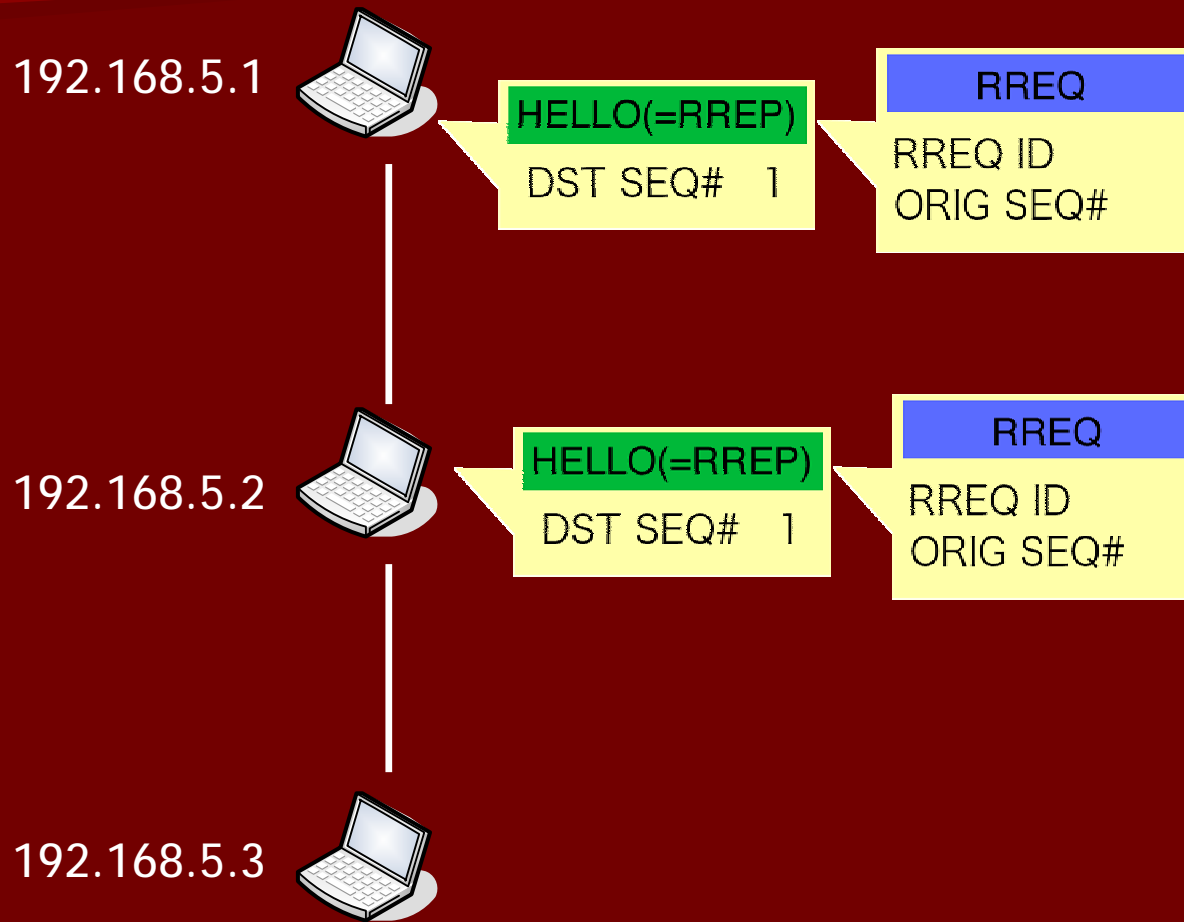 192.168.5.1
HELLO(=RREP)
DST SEQ# 1
RREQ
RREQ ID
ORIG SEQ#
192.168.5.2
HELLO(=RREP)
DST SEQ# 1
RREQ
RREQ ID
ORIG SEQ#
192.168.5.3